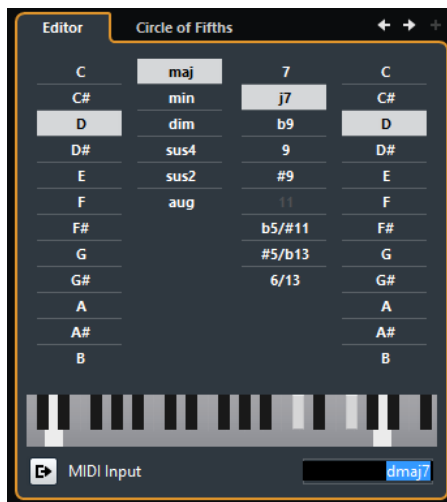 Editor Circle of Fifths
C maj 7 C
C# min j7 C#
D dim b9 D
D# sus4 9 D#
E sus2 #9 E
F aug 11 F
F# b5/#11 F#
G #5/b13 G
G# 6/13 G#
A A
A# A#
B B
MIDI Input dmaj7